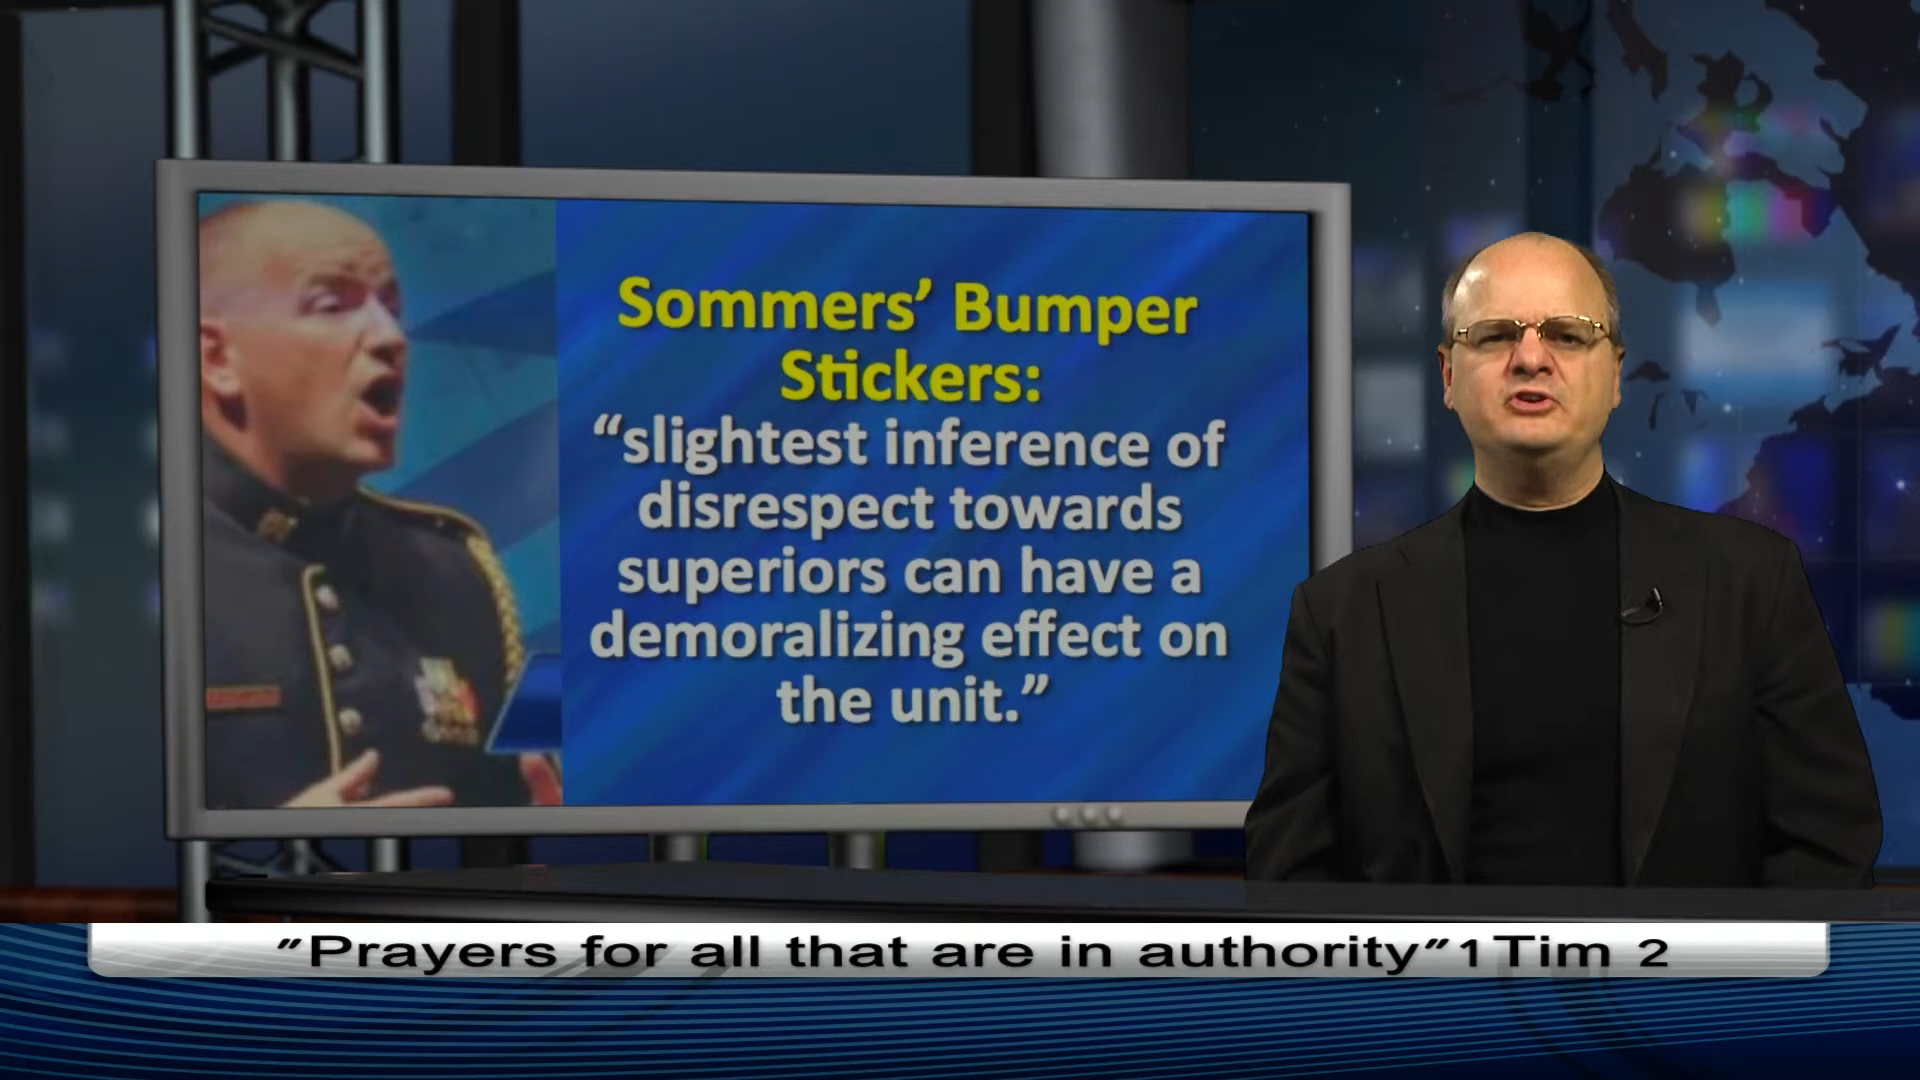 Sommers’ Bumper
Stickers:
“slightest inference of
disrespect towards
superiors can have a
demoralizing effect on
the unit.”
"Prayers for all that are in authority"1 Tim 2